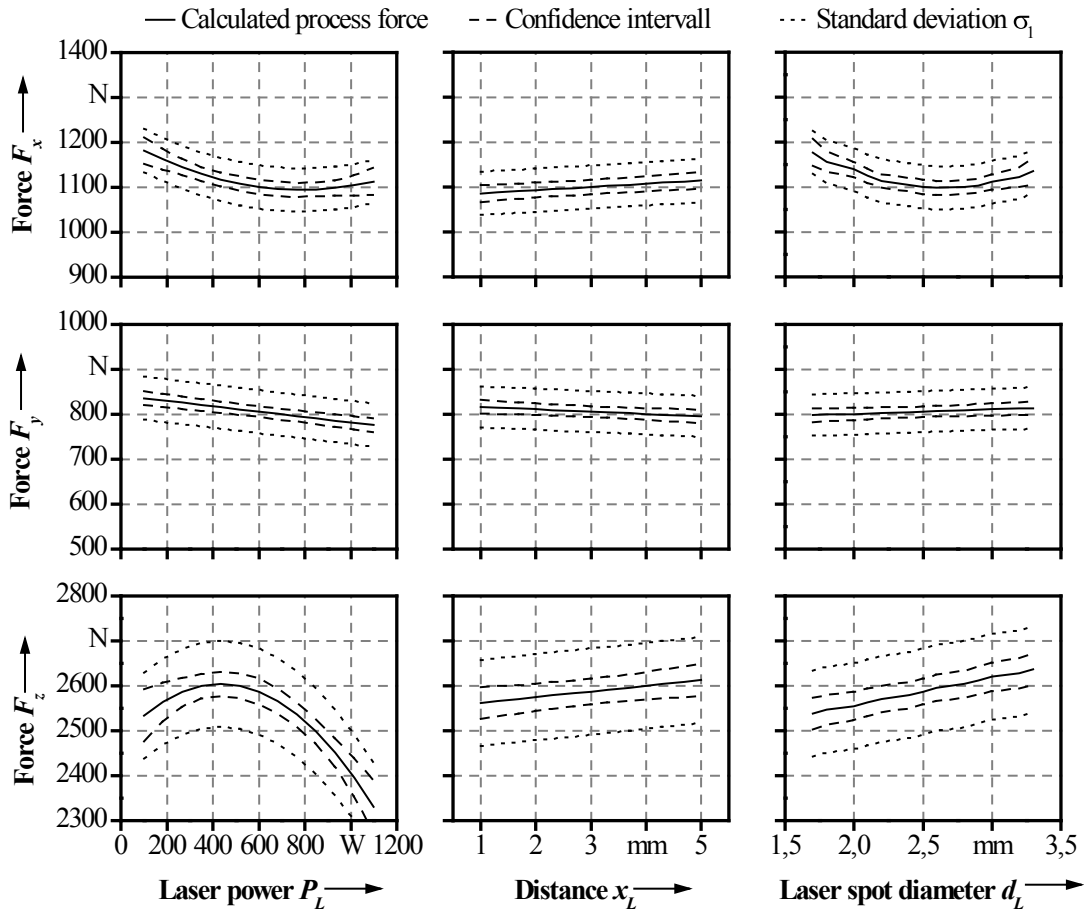 Calculated process force Confidence intervall Standard deviation σ1
1400
N
1200
1100
1000
900
Force Fx
1000
N
800
700
600
500
Force Fy
2800
N
2600
2500
2400
2300
Force Fz
0 200 400 600 800 W 1200
1 2 3 mm 5
1,5 2,0 2,5 mm 3,5
Laser power PL
Distance xL
Laser spot diameter dL